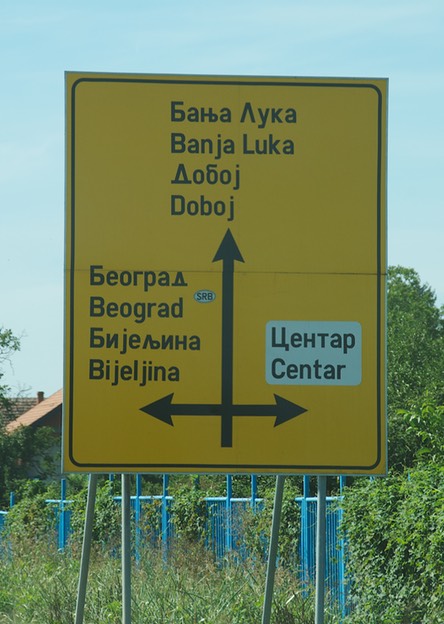 Бања Лука
Banja Luka
Добој
Doboj
Београд
SRB
Beograd
Бијељина
Bijeljina
Центар
Centar